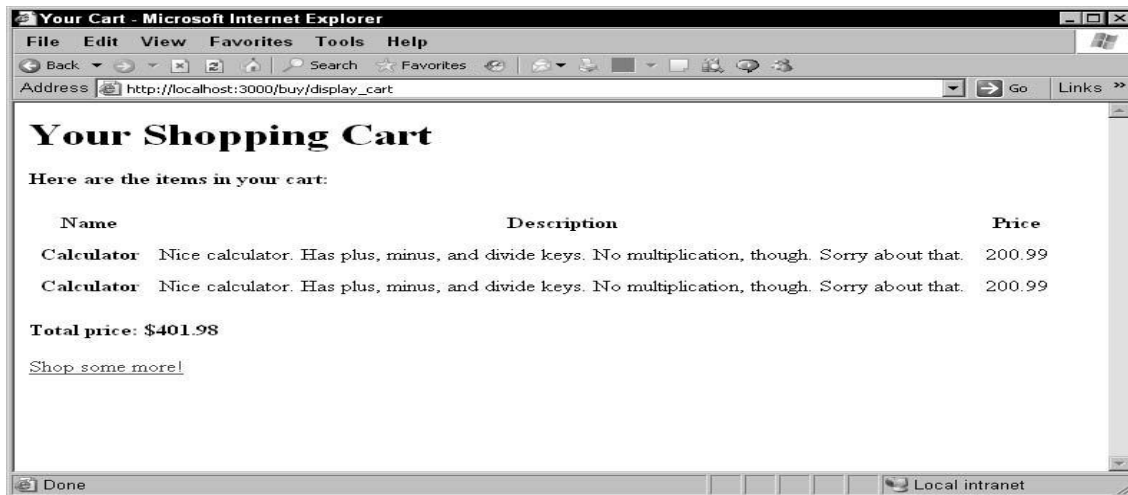 Your Cart - Microsoft Internet Explorer
File Edit View Favorites Tools Help
Back Search Favorites
Address http://localhost:3000/buy/display_cart Go Links »
Your Shopping Cart
Here are the items in your cart:
Name Description Price
Calculator Nice calculator. Has plus, minus, and divide keys. No multiplication, though. Sorry about that. 200.99
Calculator Nice calculator. Has plus, minus, and divide keys. No multiplication, though. Sorry about that. 200.99
Total price: $401.98
Shop some more!
Done Local intranet